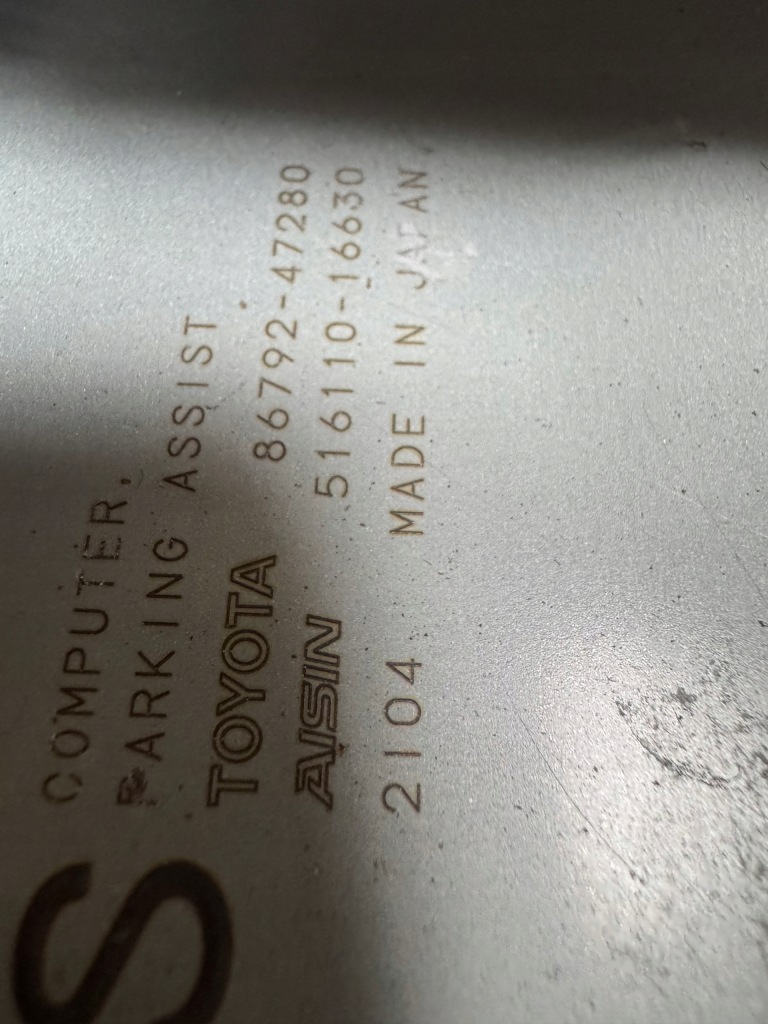 COMPUTER,
PARKING ASSIST
TOYOTA 86792-47280
AISIN 516110-16630
2104 MADE IN JAPAN
S